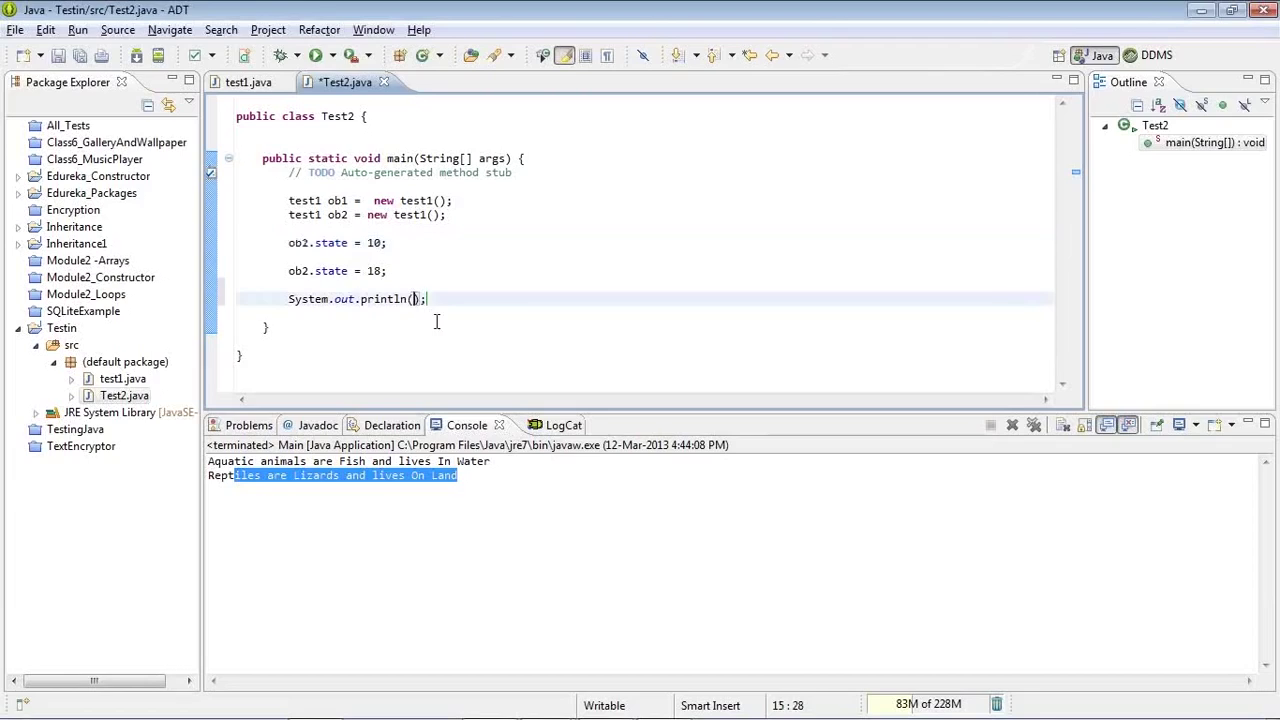 Java - Testin/src/Test2.java - ADT
File Edit Run Source Navigate Search Project Refactor Window Help
Java DDMS
Package Explorer
test1.java *Test2.java
Outline
All_Tests
Class6_GalleryAndWallpaper
Class6_MusicPlayer
Edureka_Constructor
Edureka_Packages
Encryption
Inheritance
Inheritance1
Module2 -Arrays
Module2_Constructor
Module2_Loops
SQLiteExample
Testin
src
(default package)
test1.java
Test2.java
JRE System Library [JavaSE-
TestingJava
TextEncryptor
public class Test2 {
public static void main(String[] args) {
// TODO Auto-generated method stub
test1 ob1 =  new test1();
test1 ob2 = new test1();
ob2.state = 10;
ob2.state = 18;
System.out.println();
}
}
Test2
main(String[]) : void
Problems Javadoc Declaration Console LogCat
<terminated> Main [Java Application] C:\Program Files\Java\jre7\bin\javaw.exe (12-Mar-2013 4:44:08 PM)
Aquatic animals are Fish and lives In Water
Reptiles are Lizards and lives On Land
Writable Smart Insert 15 : 28 83M of 228M